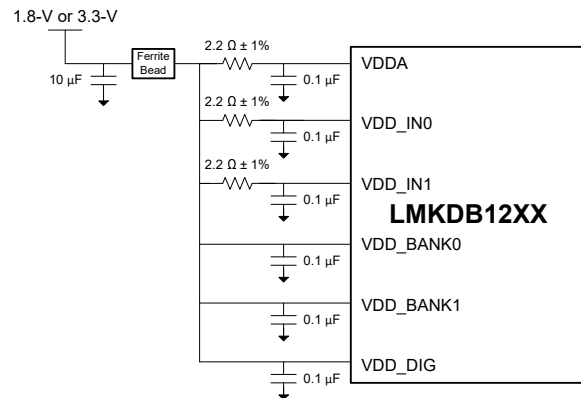 1.8-V or 3.3-V
10 µF
Ferrite
Bead
2.2 Ω ± 1%
0.1 µF
VDDA
2.2 Ω ± 1%
0.1 µF
VDD_IN0
2.2 Ω ± 1%
0.1 µF
VDD_IN1
LMKDB12XX
0.1 µF
VDD_BANK0
0.1 µF
VDD_BANK1
0.1 µF
VDD_DIG